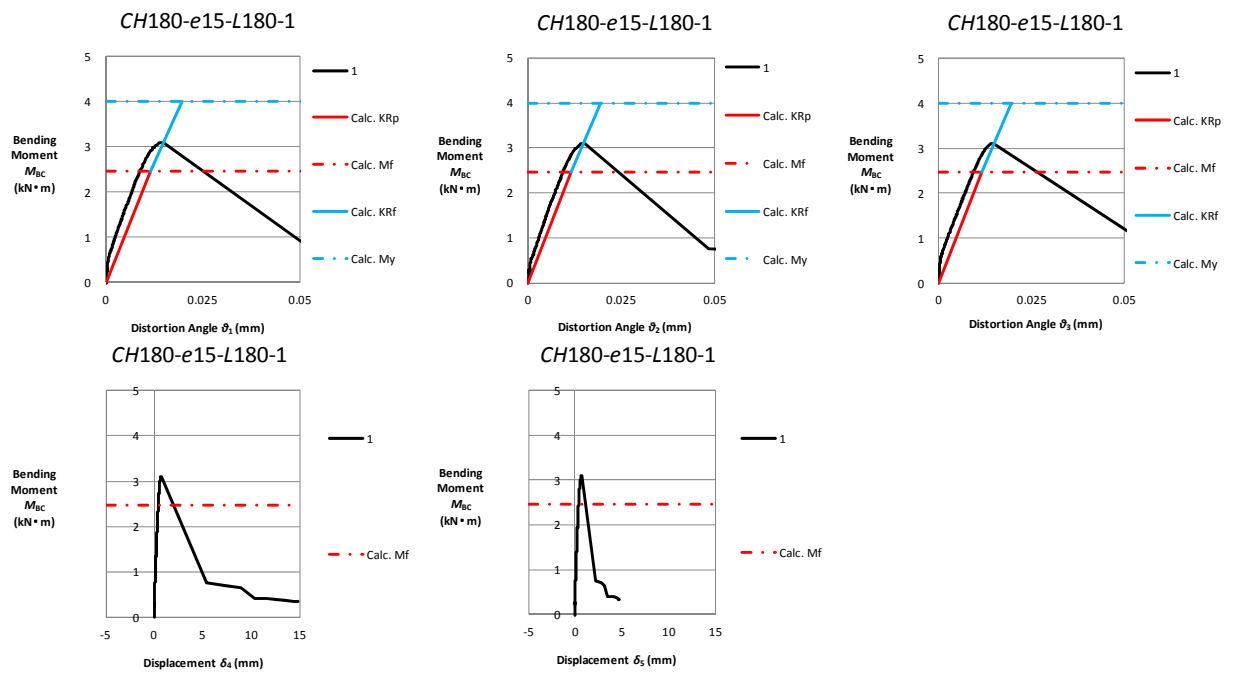 CH180-e15-L180-1
5
4
3
2
1
0
0
0.025
0.05
Bending
Moment
MBC
(kN・m)
Distortion Angle ϑ1 (mm)
1
Calc. KRp
Calc. Mf
Calc. KRf
Calc. My
CH180-e15-L180-1
5
4
3
2
1
0
0
0.025
0.05
Bending
Moment
MBC
(kN・m)
Distortion Angle ϑ2 (mm)
1
Calc. KRp
Calc. Mf
Calc. KRf
Calc. My
CH180-e15-L180-1
5
4
3
2
1
0
0
0.025
0.05
Bending
Moment
MBC
(kN・m)
Distortion Angle ϑ3 (mm)
1
Calc. KRp
Calc. Mf
Calc. KRf
Calc. My
CH180-e15-L180-1
5
4
3
2
1
0
-5
0
5
10
15
Bending
Moment
MBC
(kN・m)
Displacement δ4 (mm)
1
Calc. Mf
CH180-e15-L180-1
5
4
3
2
1
0
-5
0
5
10
15
Bending
Moment
MBC
(kN・m)
Displacement δ5 (mm)
1
Calc. Mf